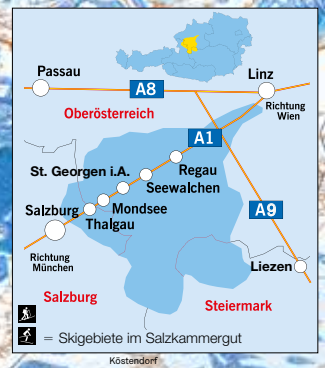 Passau
Linz
A8
Oberösterreich
Richtung
Wien
A1
St. Georgen i.A.
Regau
Seewalchen
Salzburg
Mondsee
Thalgau
A9
Richtung
München
Liezen
Salzburg
Steiermark
= Skigebiete im Salzkammergut
Köstendorf